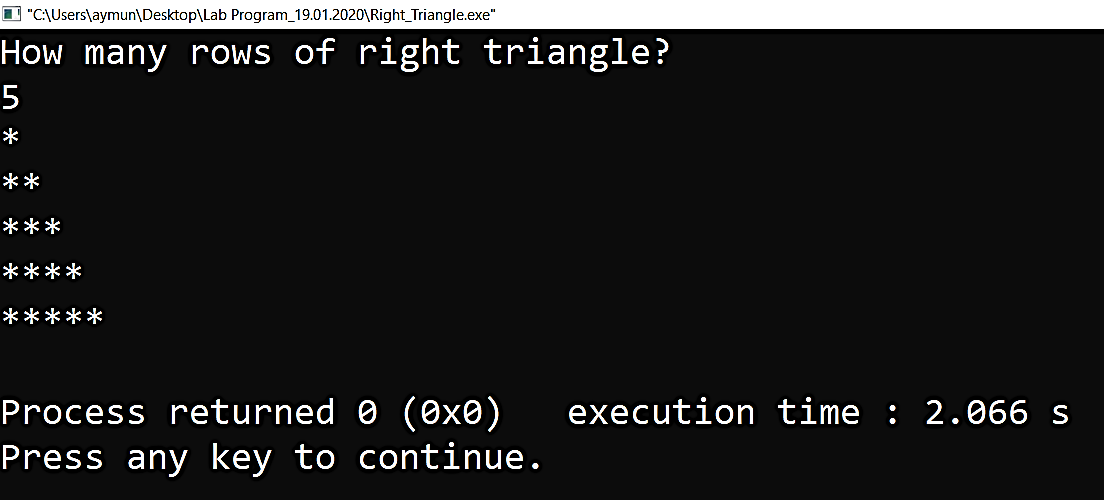 "C:\Users\aymun\Desktop\Lab Program_19.01.2020\Right_Triangle.exe"
How many rows of right triangle?
5
*
**
***
****
*****
Process returned 0 (0x0)   execution time : 2.066 s
Press any key to continue.